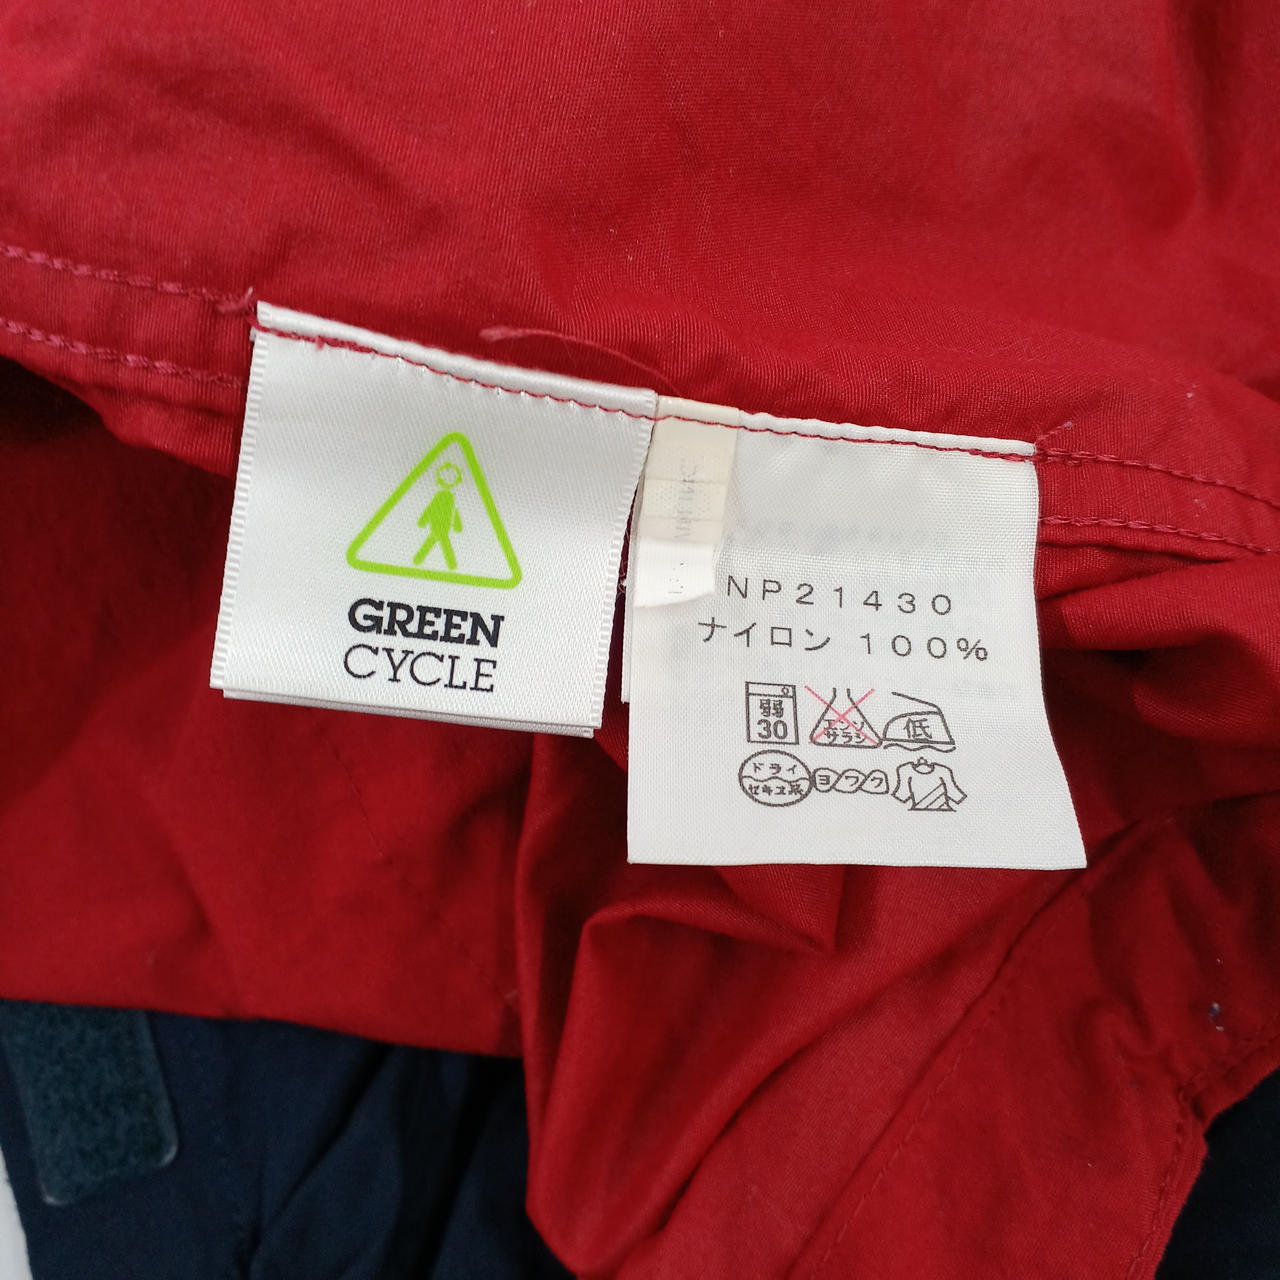 GREEN
CYCLE
NP21430
ナイロン 100%
弱
30
エンソ
サラシ
低
ドライ
セキユ系
ヨワク